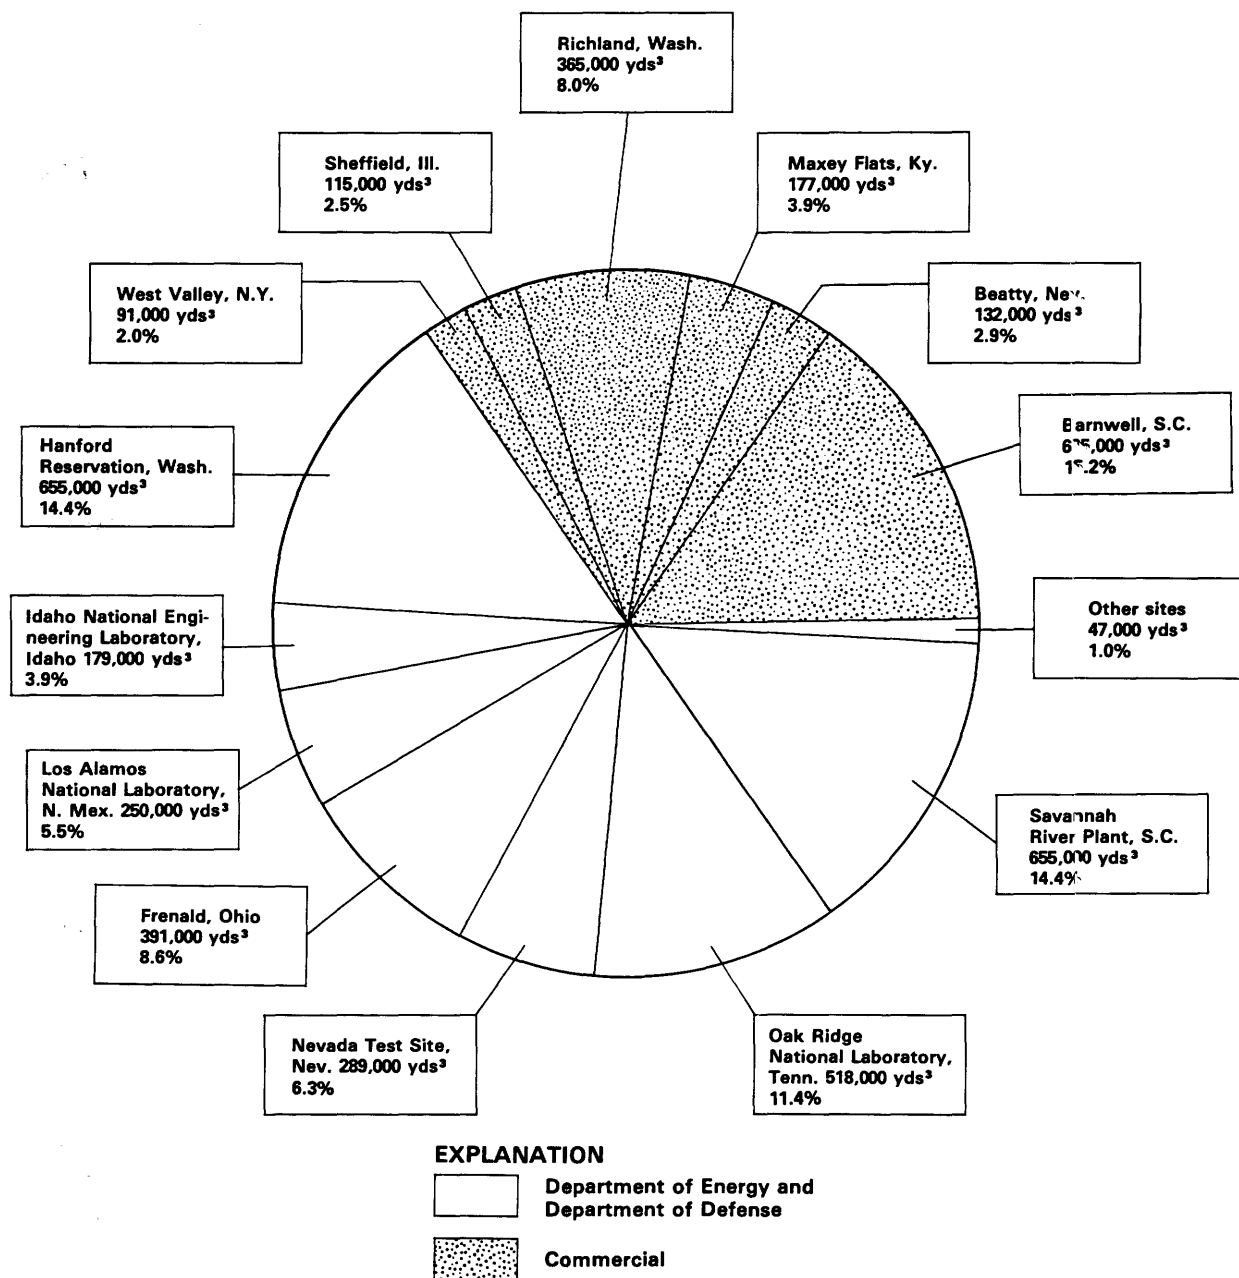 Richland, Wash.
365,000 yds³
8.0%
Sheffield, Ill.
115,000 yds³
2.5%
Maxey Flats, Ky.
177,000 yds³
3.9%
West Valley, N.Y.
91,000 yds³
2.0%
Beatty, Nev.
132,000 yds³
2.9%
Hanford
Reservation, Wash.
655,000 yds³
14.4%
Barnwell, S.C.
yds³
Idaho National Engi-
neering Laboratory,
Idaho 179,000 yds³
3.9%
Other sites
47,000 yds³
1.0%
Los Alamos
National Laboratory,
N. Mex. 250,000 yds³
5.5%
Savannah
River Plant, S.C.
655,000 yds³
14.4%
Frenald, Ohio
391,000 yds³
8.6%
Nevada Test Site,
Nev. 289,000 yds³
6.3%
Oak Ridge
National Laboratory,
Tenn. 518,000 yds³
11.4%
EXPLANATION
Department of Energy and
Department of Defense
Commercial